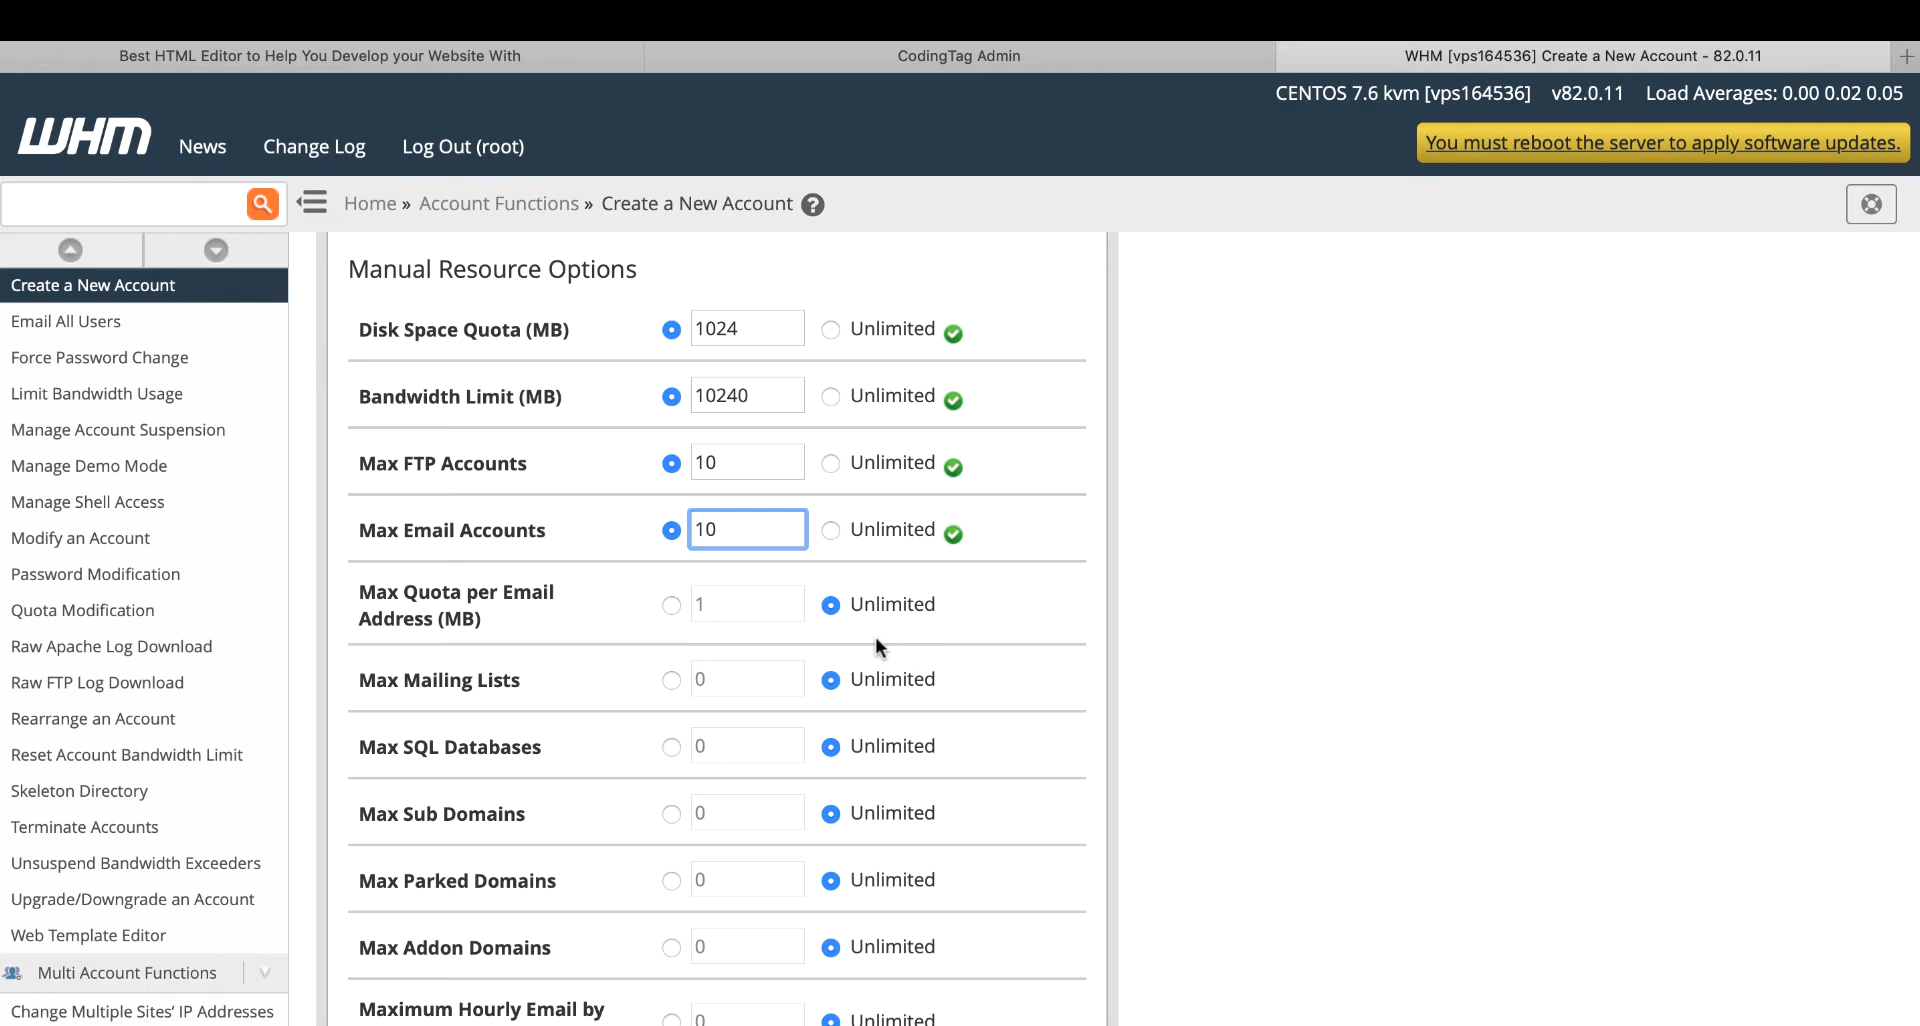 Best HTML Editor to Help You Develop your Website With
CodingTag Admin
WHM [vps164536] Create a New Account - 82.0.11
CENTOS 7.6 kvm [vps164536] v82.0.11 Load Averages: 0.00 0.02 0.05
WHM
News
Change Log
Log Out (root)
You must reboot the server to apply software updates.
Home » Account Functions » Create a New Account
Create a New Account
Email All Users
Force Password Change
Limit Bandwidth Usage
Manage Account Suspension
Manage Demo Mode
Manage Shell Access
Modify an Account
Password Modification
Quota Modification
Raw Apache Log Download
Raw FTP Log Download
Rearrange an Account
Reset Account Bandwidth Limit
Skeleton Directory
Terminate Accounts
Unsuspend Bandwidth Exceeders
Upgrade/Downgrade an Account
Web Template Editor
Multi Account Functions
Change Multiple Sites' IP Addresses
Manual Resource Options
Disk Space Quota (MB) 1024 Unlimited
Bandwidth Limit (MB) 10240 Unlimited
Max FTP Accounts 10 Unlimited
Max Email Accounts 10 Unlimited
Max Quota per Email
Address (MB) 1 Unlimited
Max Mailing Lists 0 Unlimited
Max SQL Databases 0 Unlimited
Max Sub Domains 0 Unlimited
Max Parked Domains 0 Unlimited
Max Addon Domains 0 Unlimited
Maximum Hourly Email by
0 Unlimited